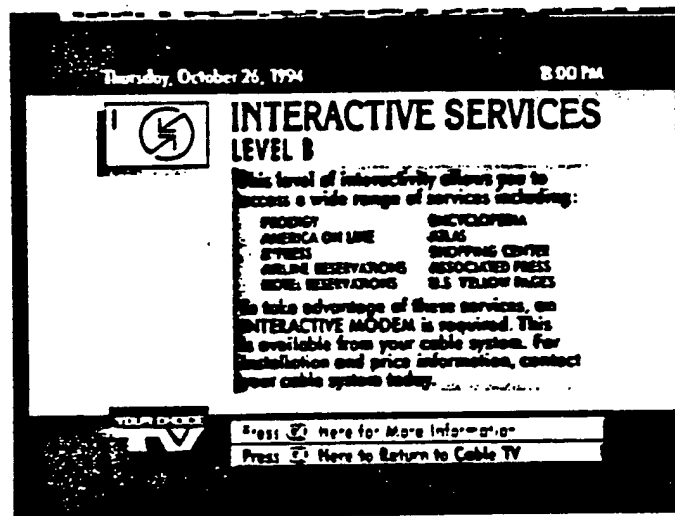 Thursday, October 26, 1994 8:00 PM
INTERACTIVE SERVICES
LEVEL B
This level of interactivity allows you to
access a wide range of services including:
PRODIGY ENCYCLOPEDIA
AMERICA ON LINE ATLAS
X*PRESS SHOPPING CENTER
AIRLINE RESERVATIONS ASSOCIATED PRESS
HOTEL RESERVATIONS U.S YELLOW PAGES
To take advantage of these services, an
INTERACTIVE MODEM is required. This
is available from your cable system. For
installation and price information, contact
your cable system today.
YOUR CHOICE
TV
Press Here for More Information
Press Here to Return to Cable TV